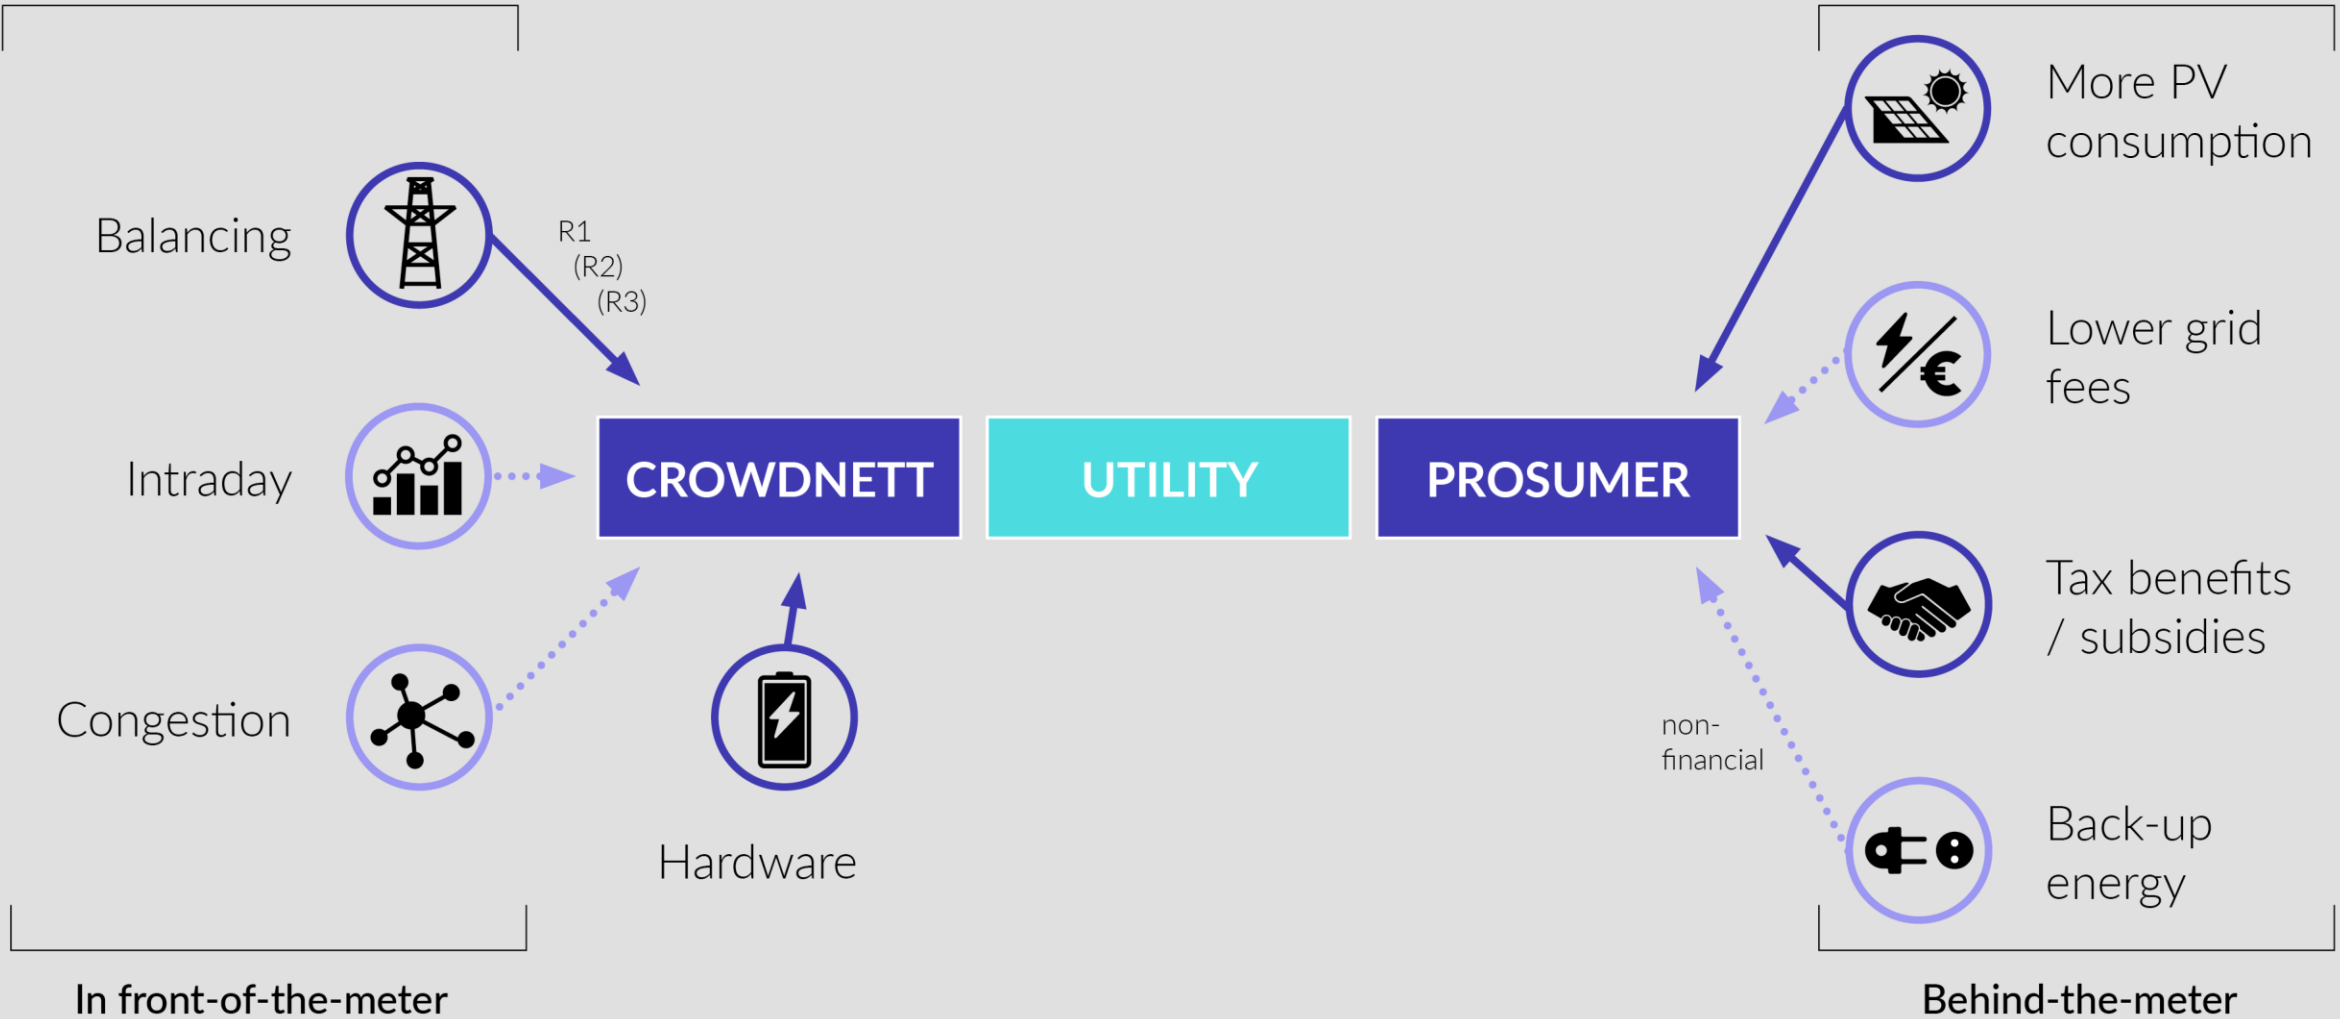 Balancing
R1
(R2)
(R3)
Intraday
Congestion
CROWDNETT
UTILITY
PROSUMER
Hardware
More PV
consumption
Lower grid
fees
Tax benefits
/ subsidies
non-
financial
Back-up
energy
In front-of-the-meter
Behind-the-meter